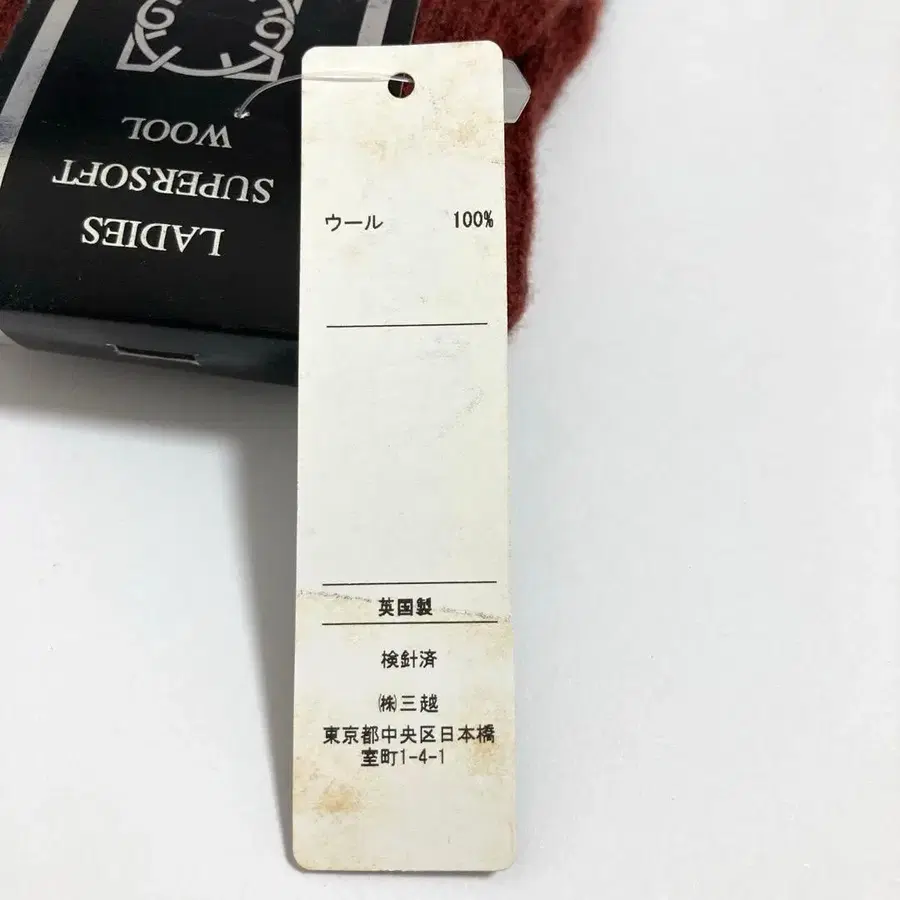 LADIES
SUPERSOFT
WOOL
ウール 100%
英国製
検針済
㈱三越
東京都中央区日本橋
室町1-4-1